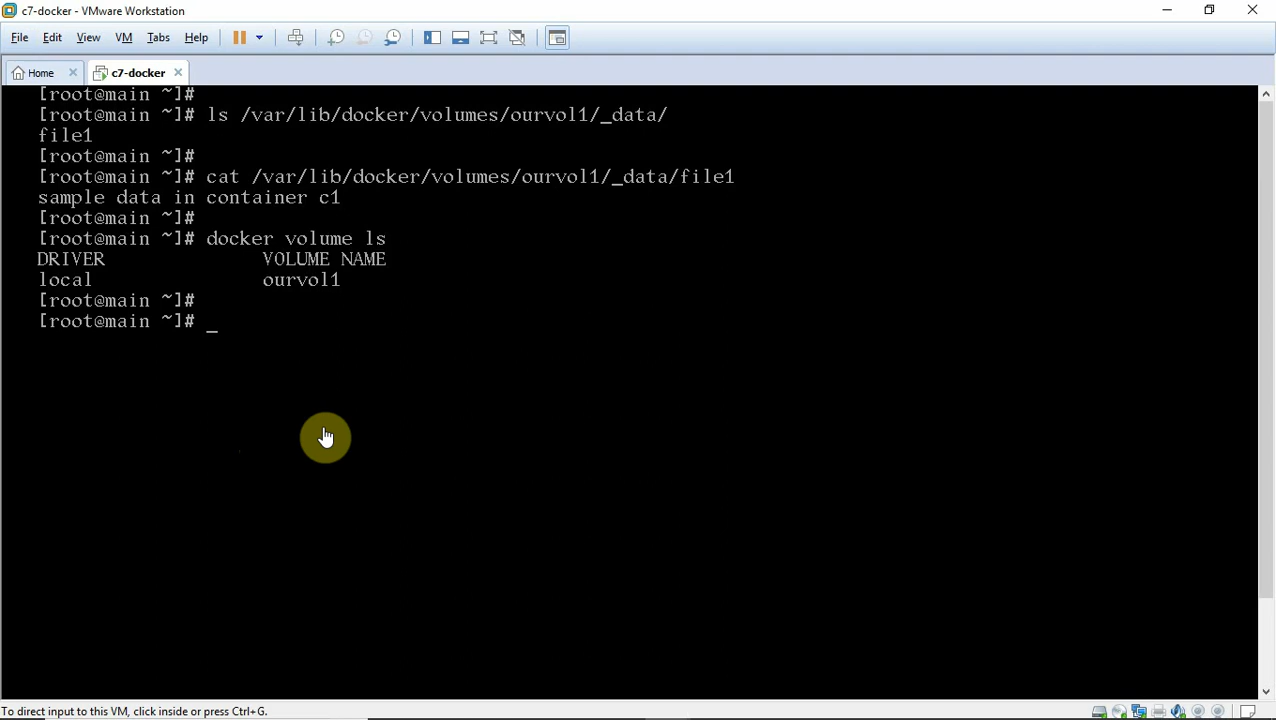 c7-docker - VMware Workstation
File Edit View VM Tabs Help
Home c7-docker
[root@main ~]#
[root@main ~]# ls /var/lib/docker/volumes/ourvol1/_data/
file1
[root@main ~]#
[root@main ~]# cat /var/lib/docker/volumes/ourvol1/_data/file1
sample data in container c1
[root@main ~]#
[root@main ~]# docker volume ls
DRIVER VOLUME NAME
local ourvol1
[root@main ~]#
[root@main ~]# _
To direct input to this VM, click inside or press Ctrl+G.